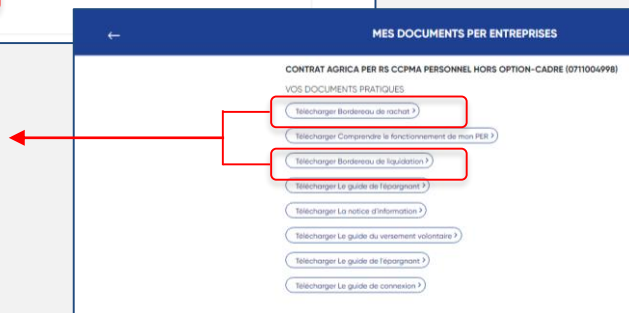 ← MES DOCUMENTS PER ENTREPRISES
CONTRAT AGRICA PER RS CCPMA PERSONNEL HORS OPTION-CADRE (0711004998)
VOS DOCUMENTS PRATIQUES
Télécharger Bordereau de rachat >
Télécharger Comprendre le fonctionnement de mon PER >
Télécharger Bordereau de liquidation >
Télécharger Le guide de l'épargnant >
Télécharger La notice d'information >
Télécharger Le guide du versement volontaire >
Télécharger Le guide de l'épargnant >
Télécharger Le guide de connexion >